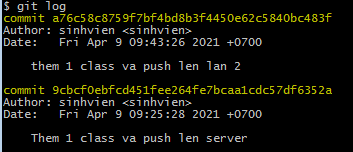 $ git log
commit a76c58c8759f7bf4bd8b3f4450e62c5840bc483f
Author: sinhvien <sinhvien>
Date:   Fri Apr 9 09:43:26 2021 +0700
    them 1 class va push len lan 2
commit 9cbcf0ebfcd451fee264fe7bcaa1cdc57df6352a
Author: sinhvien <sinhvien>
Date:   Fri Apr 9 09:25:28 2021 +0700
    Them 1 class va push len server